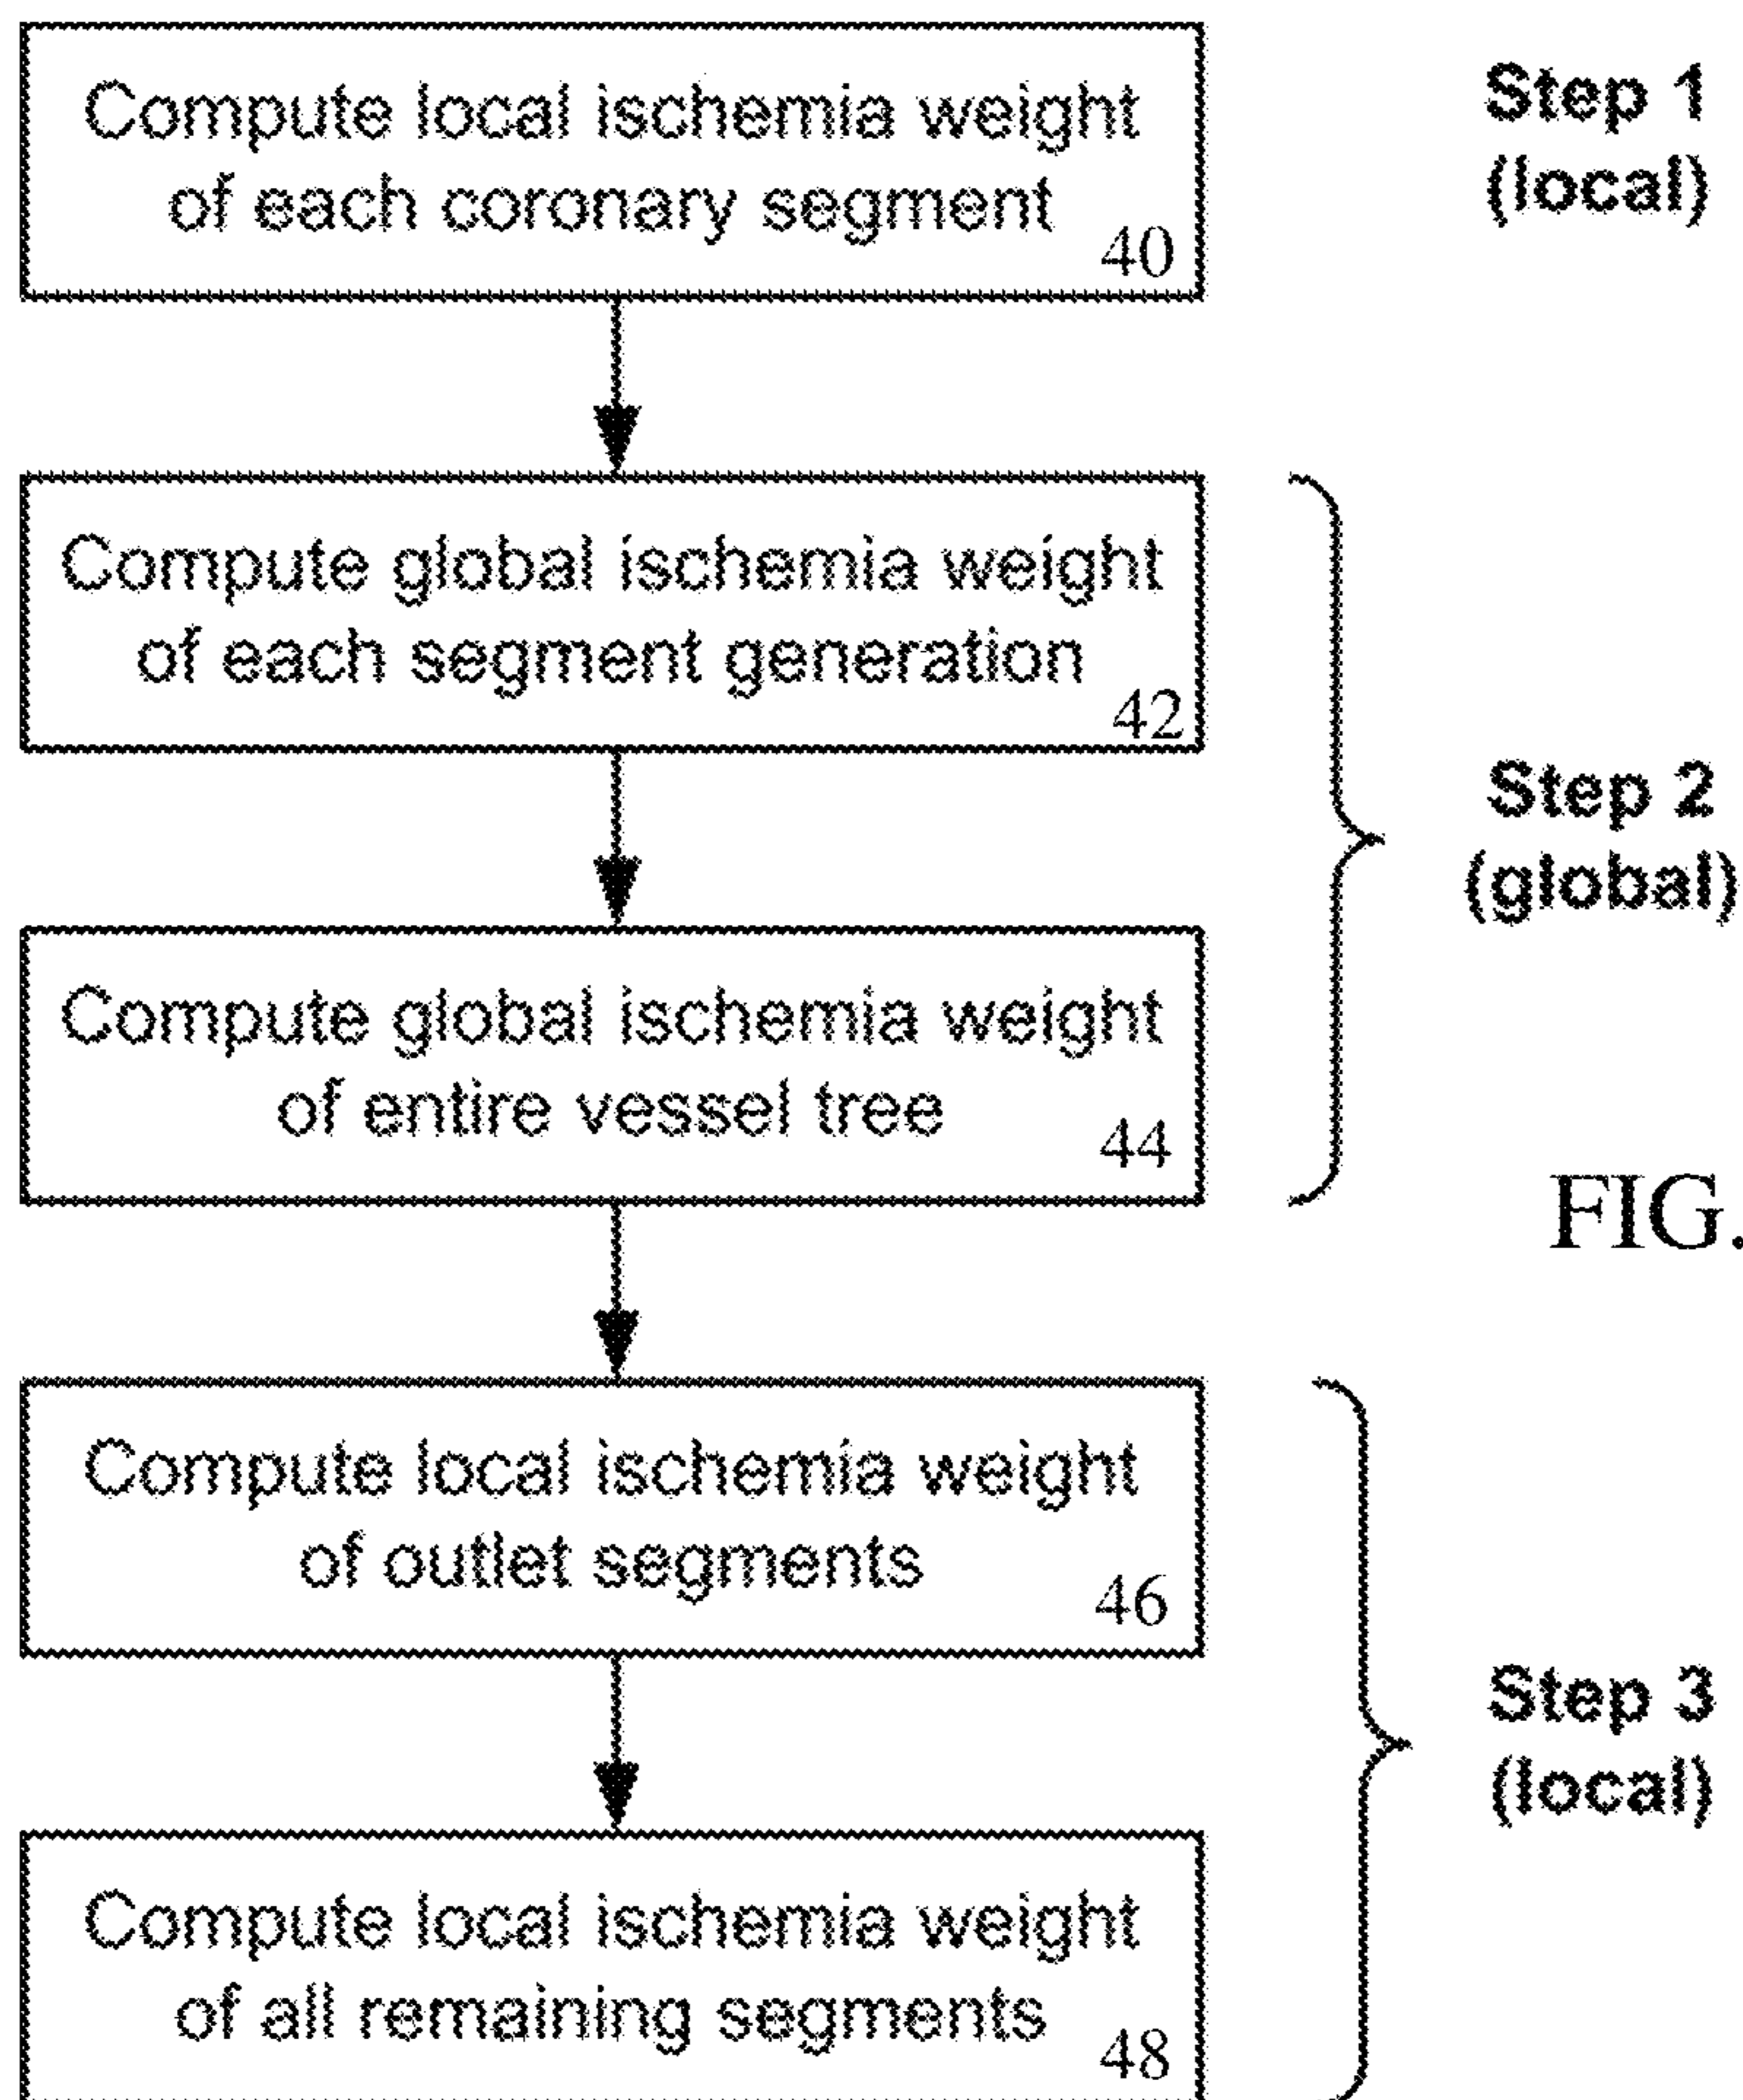 Compute local ischemia weight
of each coronary segment
40
Step 1
(local)
Compute global ischemia weight
of each segment generation
42
Step 2
(global)
Compute global ischemia weight
of entire vessel tree
44
FIG.
Compute local ischemia weight
of outlet segments
46
Step 3
(local)
Compute local ischemia weight
of all remaining segments
48